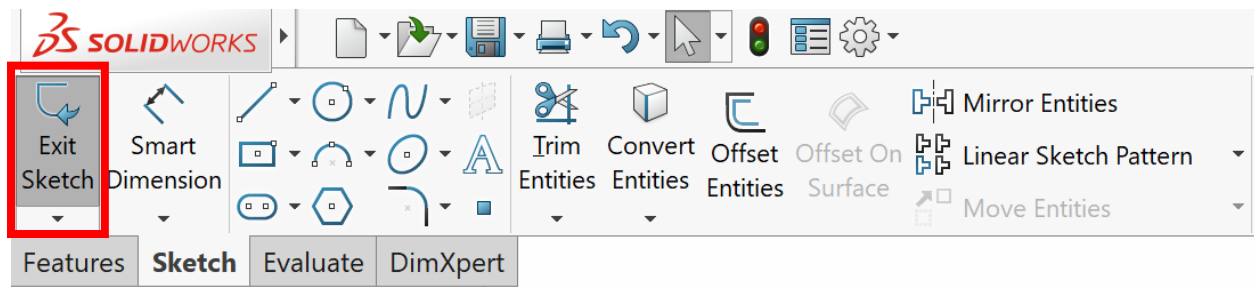 SOLIDWORKS
Exit Sketch
Smart Dimension
A
Trim Entities
Convert Entities
Offset Entities
Offset On Surface
Mirror Entities
Linear Sketch Pattern
Move Entities
Features Sketch Evaluate DimXpert